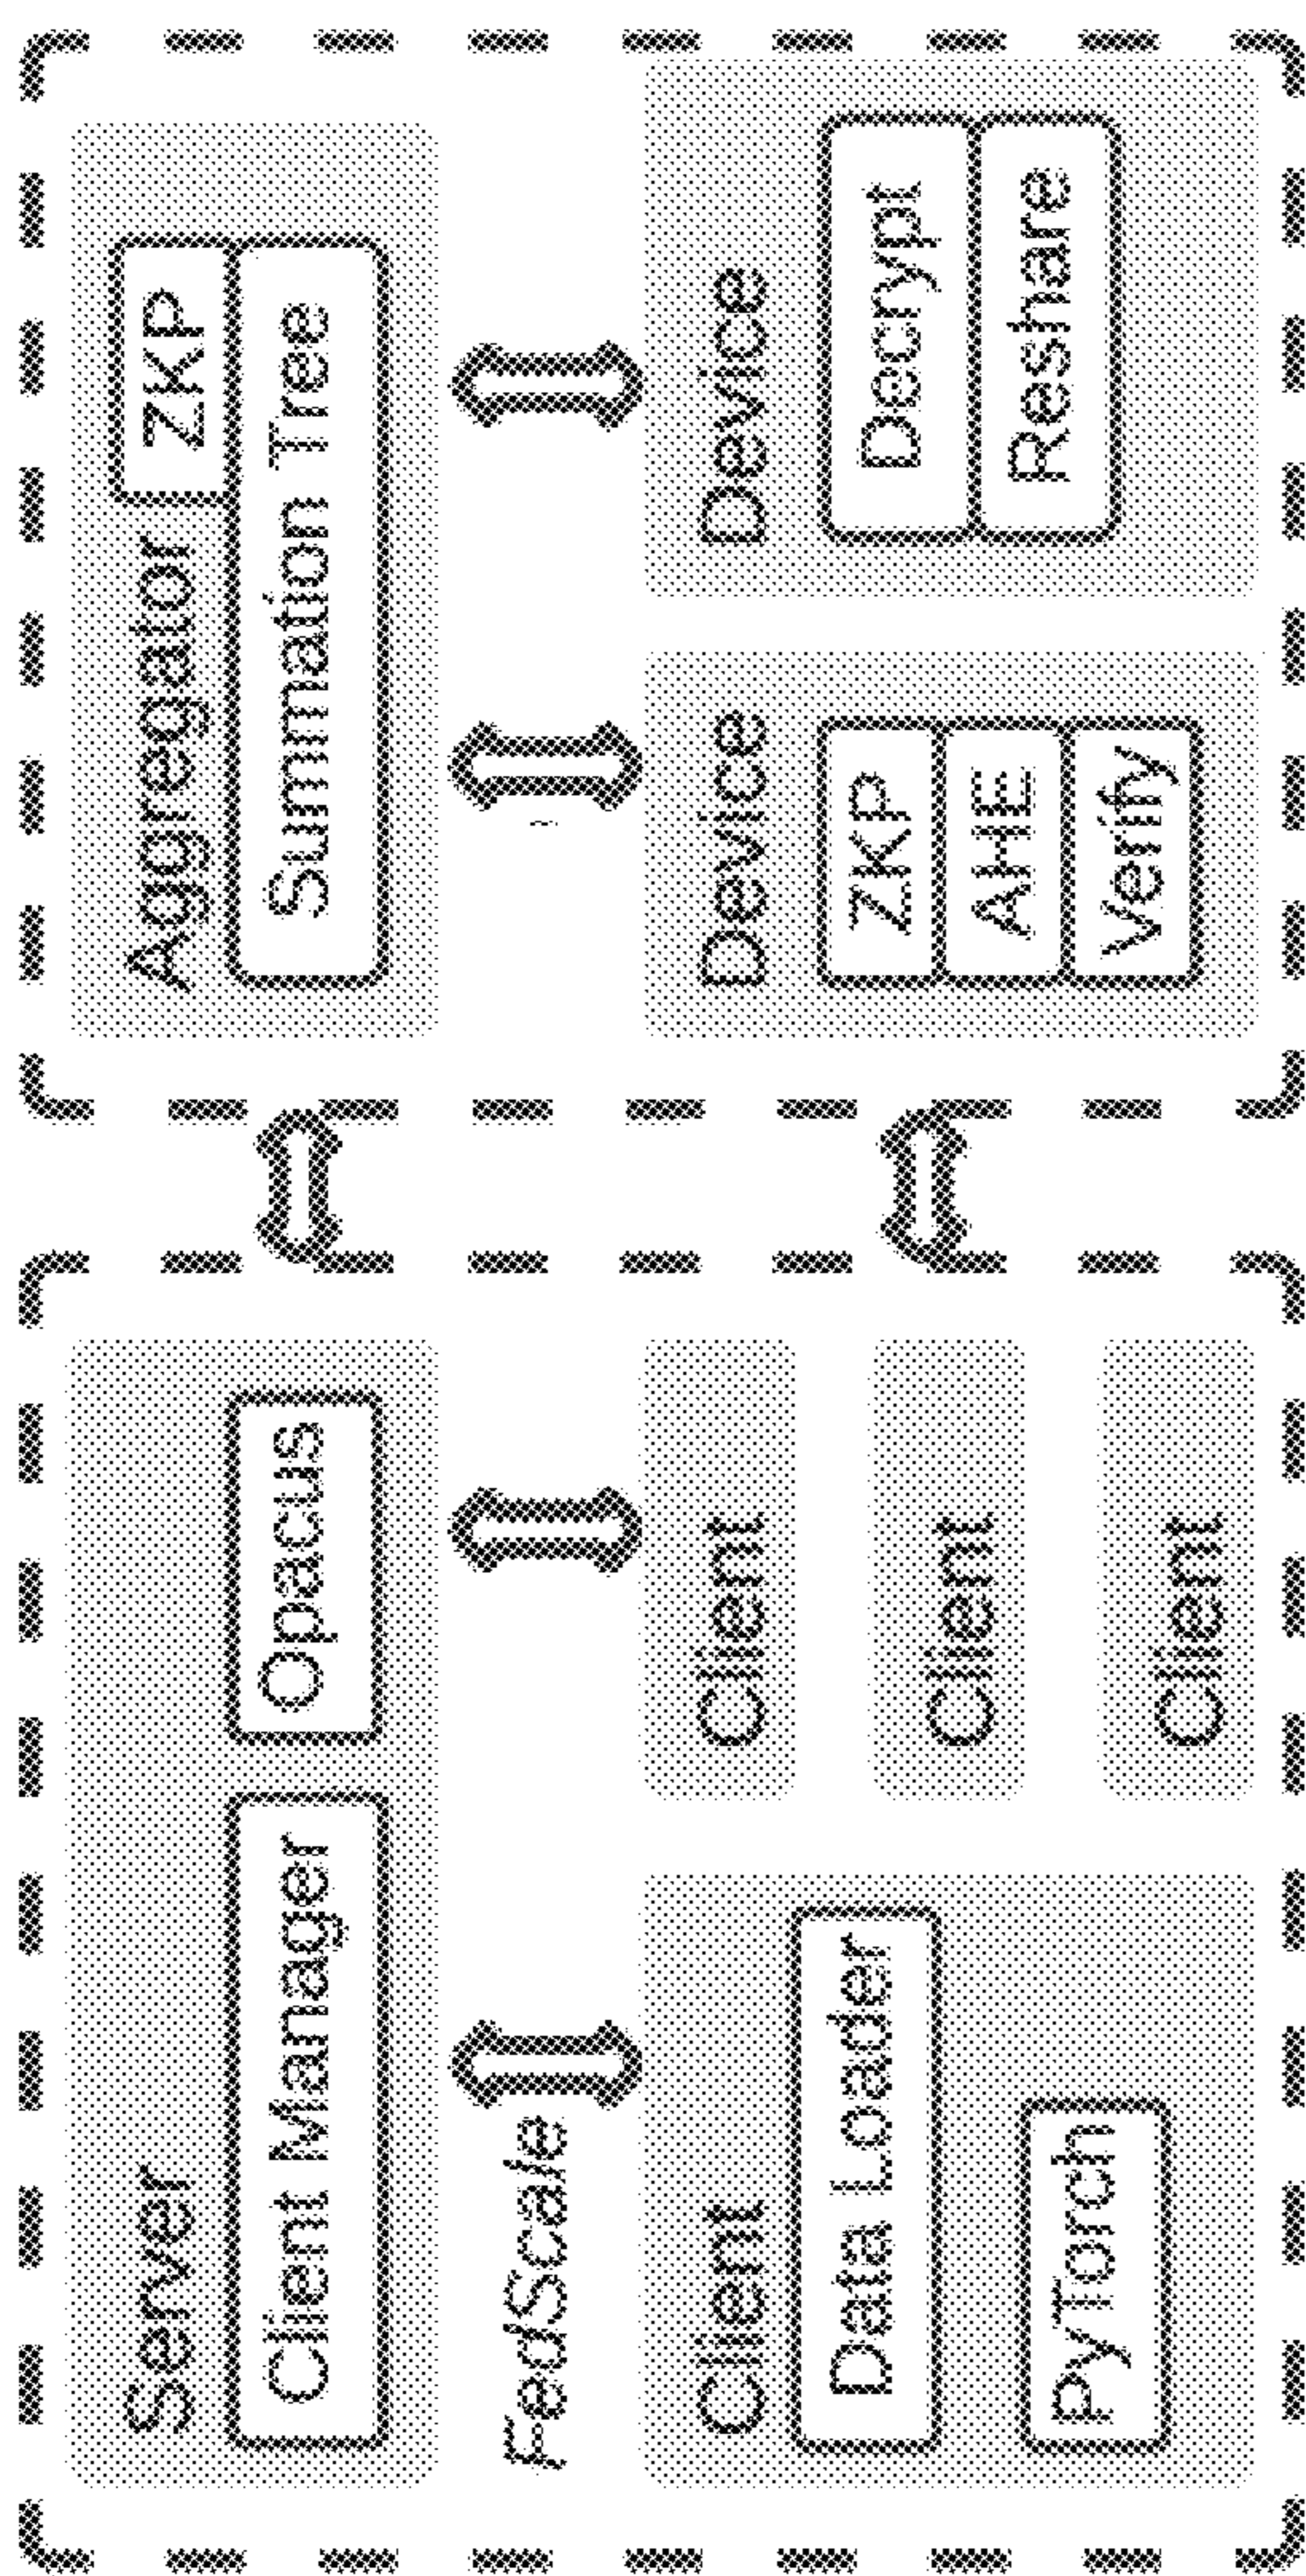 Server
Client Manager
Opacus
FedScale
Client
Data Loader
PyTorch
Client
Client
Client
Aggregator
ZKP
Summation Tree
Device
ZKP
AHE
Verify
Device
Decrypt
Reshare